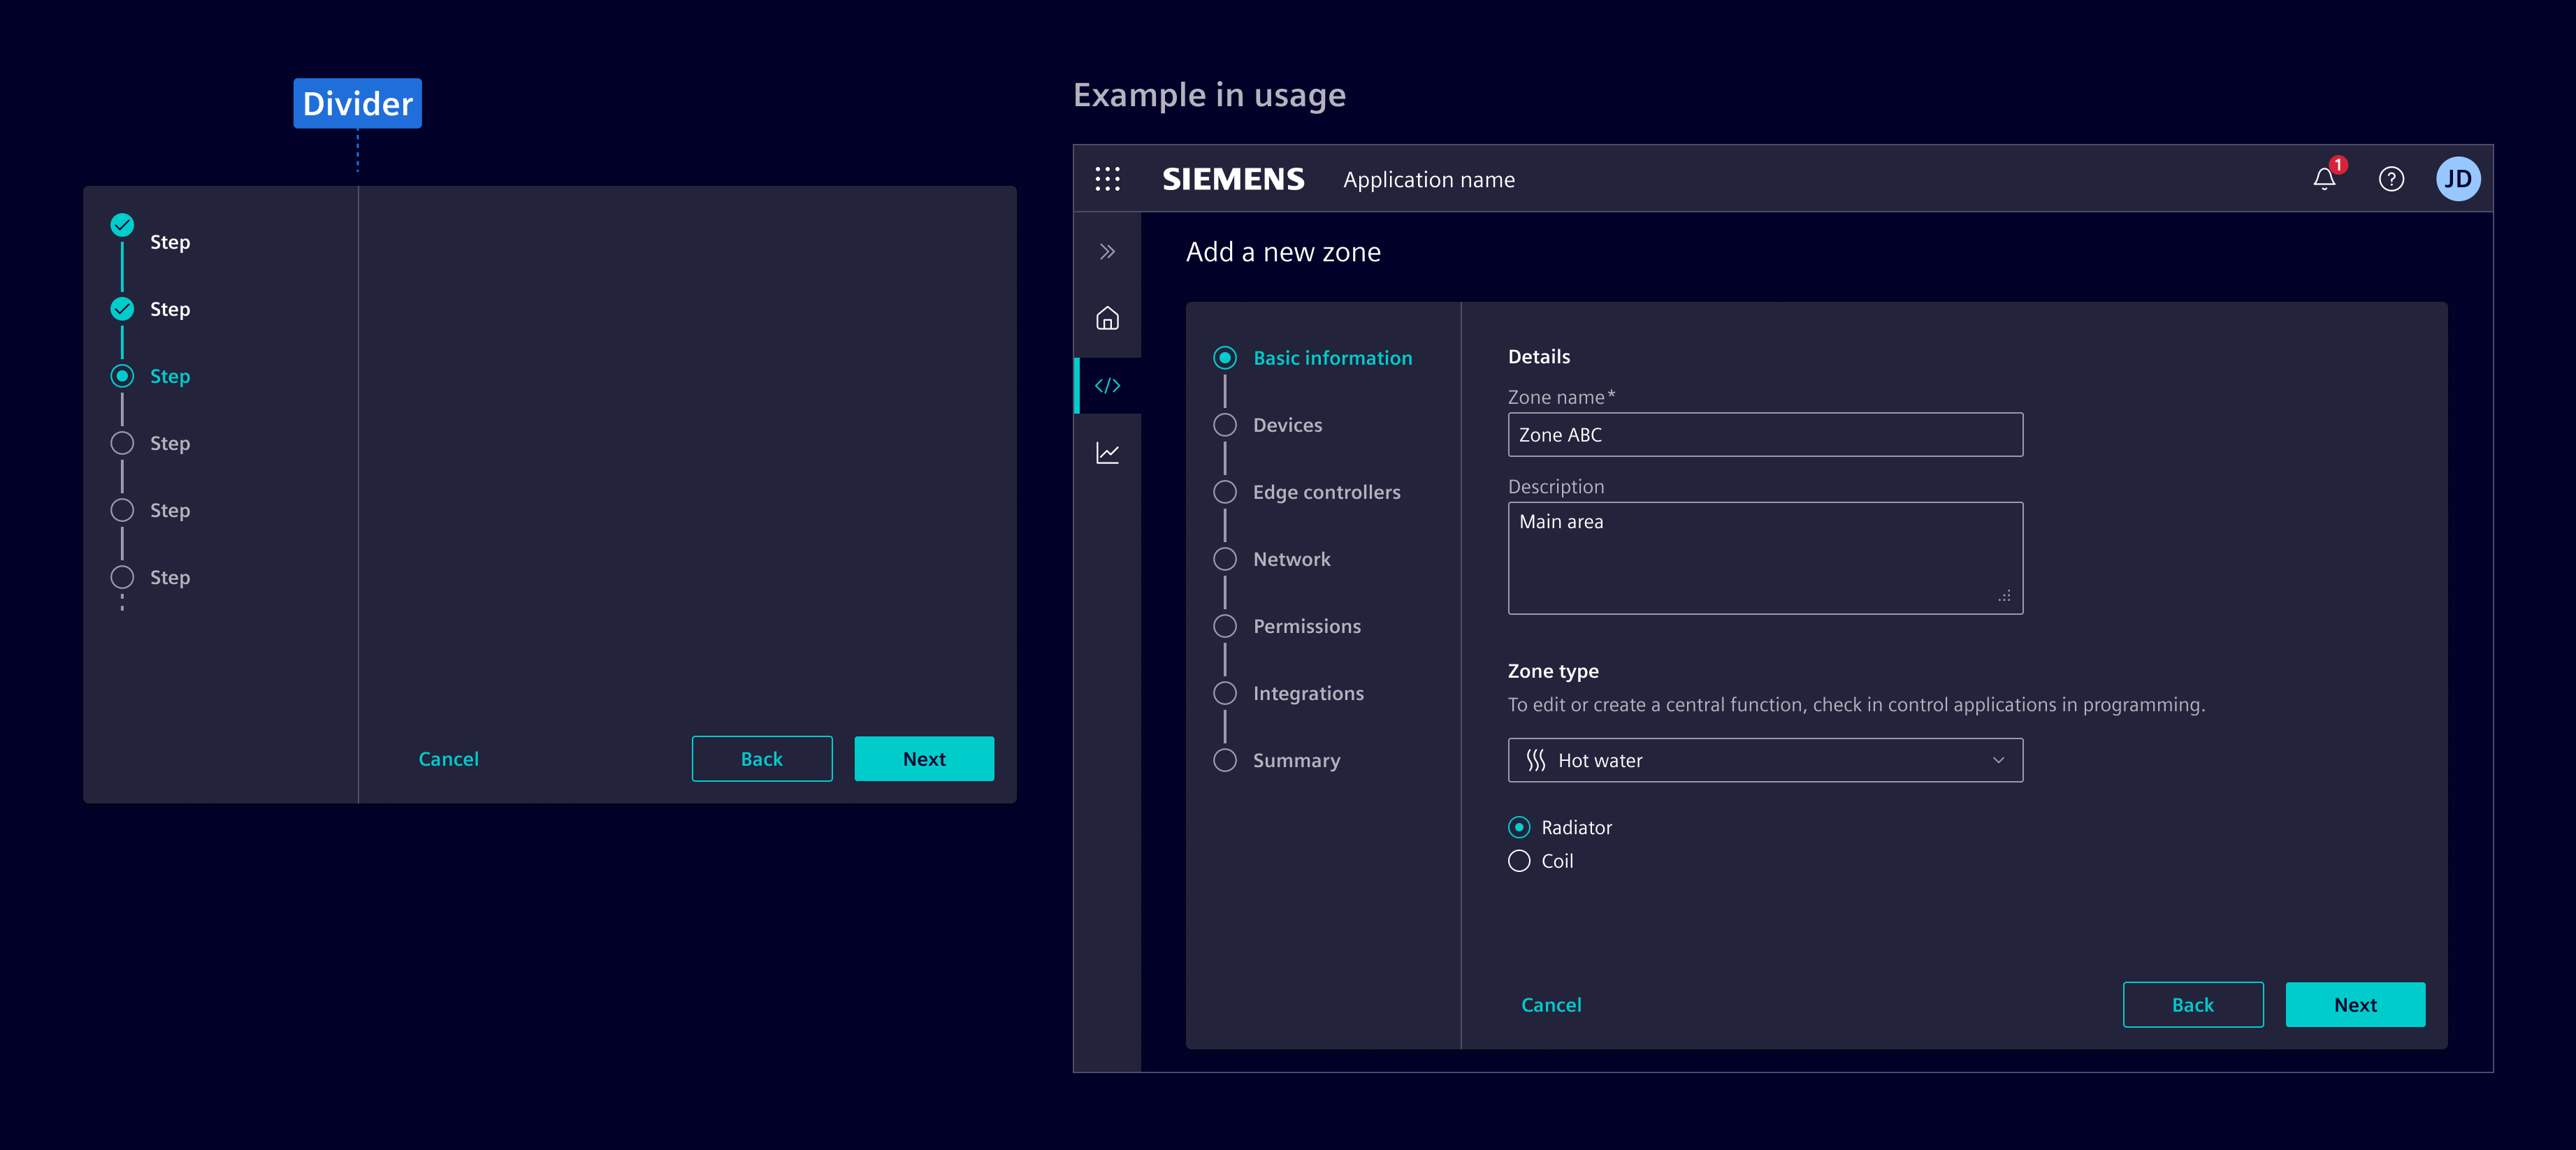 Divider
Step
Step
Step
Step
Step
Step
Cancel
Back
Next
Example in usage
SIEMENS
Application name
1
?
JD
Add a new zone
Basic information
Devices
Edge controllers
Network
Permissions
Integrations
Summary
Details
Zone name*
Zone ABC
Description
Main area
Zone type
To edit or create a central function, check in control applications in programming.
Hot water
Radiator
Coil
Cancel
Back
Next